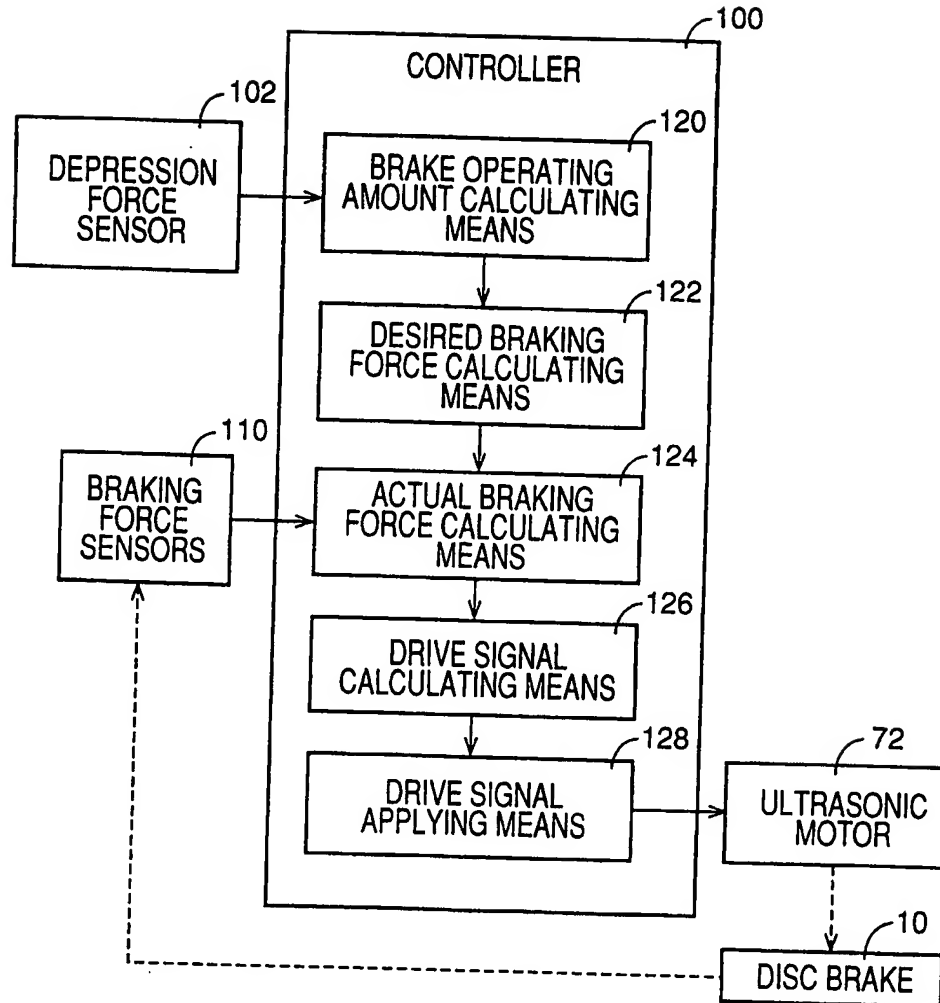 100
CONTROLLER
102
DEPRESSION
FORCE
SENSOR
120
BRAKE OPERATING
AMOUNT CALCULATING
MEANS
122
DESIRED BRAKING
FORCE CALCULATING
MEANS
110
BRAKING
FORCE
SENSORS
124
ACTUAL BRAKING
FORCE CALCULATING
MEANS
126
DRIVE SIGNAL
CALCULATING MEANS
128
DRIVE SIGNAL
APPLYING MEANS
72
ULTRASONIC
MOTOR
10
DISC BRAKE